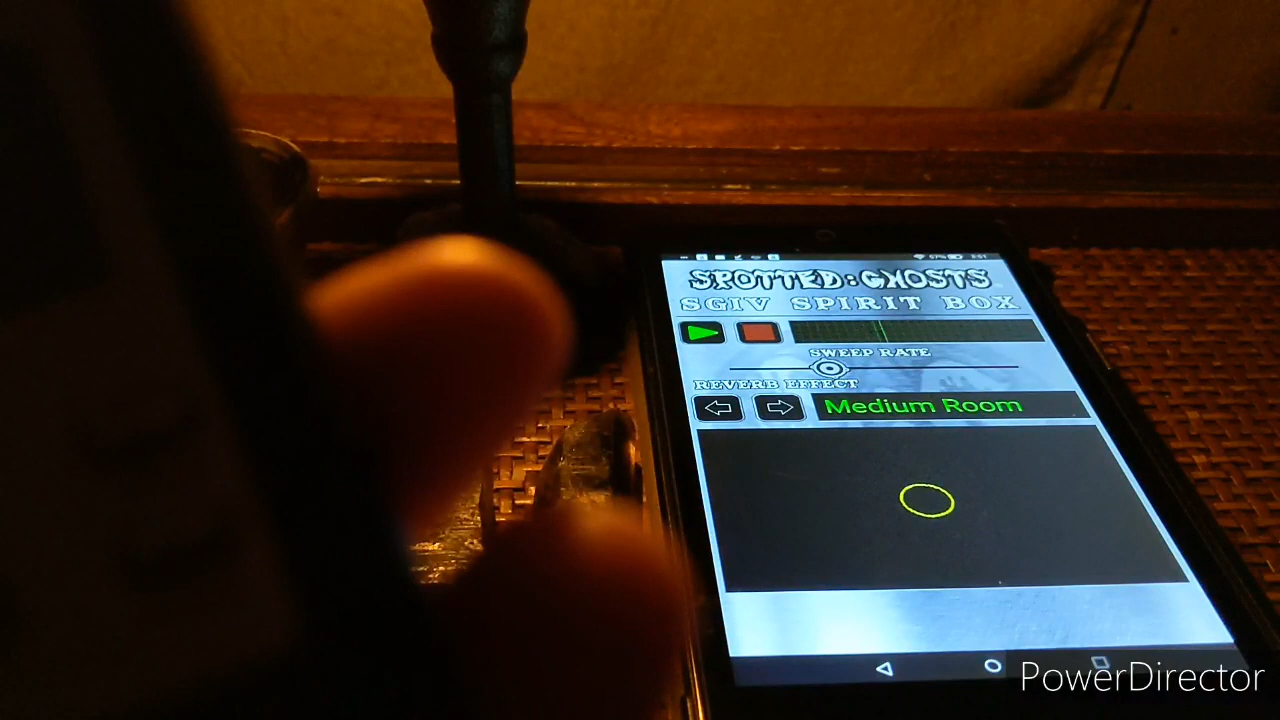 SPOTTED:GHOSTS
SGIV SPIRIT BOX
SWEEP RATE
REVERB EFFECT
Medium Room
PowerDirector